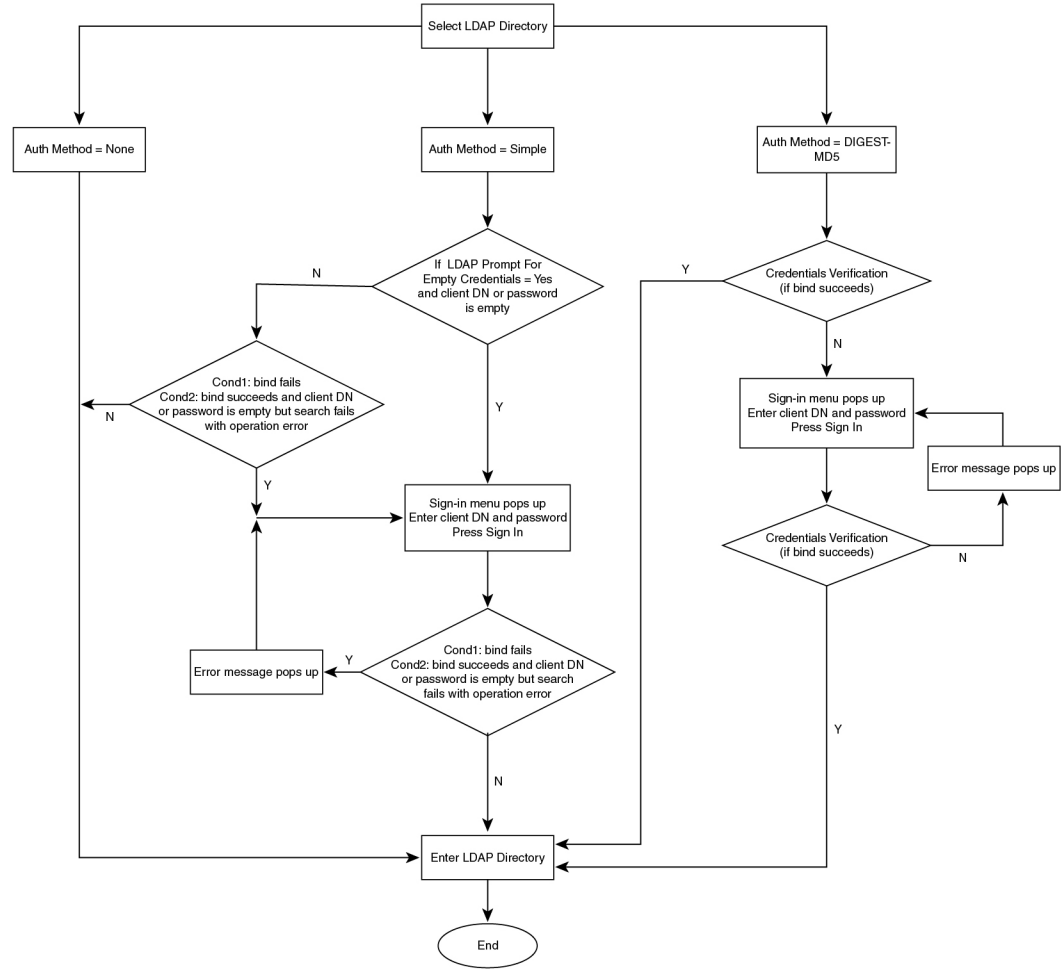 Select LDAP Directory
Auth Method = None
Auth Method = Simple
Auth Method = DIGEST-
MD5
If LDAP Prompt For
Empty Credentials = Yes
and client DN or password
is empty
N
Y
Credentials Verification
(if bind succeeds)
Y
N
Cond1: bind fails
Cond2: bind succeeds and client DN
or password is empty but search fails
with operation error
N
Y
Sign-in menu pops up
Enter client DN and password
Press Sign In
Error message pops up
Sign-in menu pops up
Enter client DN and password
Press Sign In
Credentials Verification
(if bind succeeds)
N
Y
Cond1: bind fails
Cond2: bind succeeds and client DN
or password is empty but search
fails with operation error
Y
Error message pops up
N
Enter LDAP Directory
End